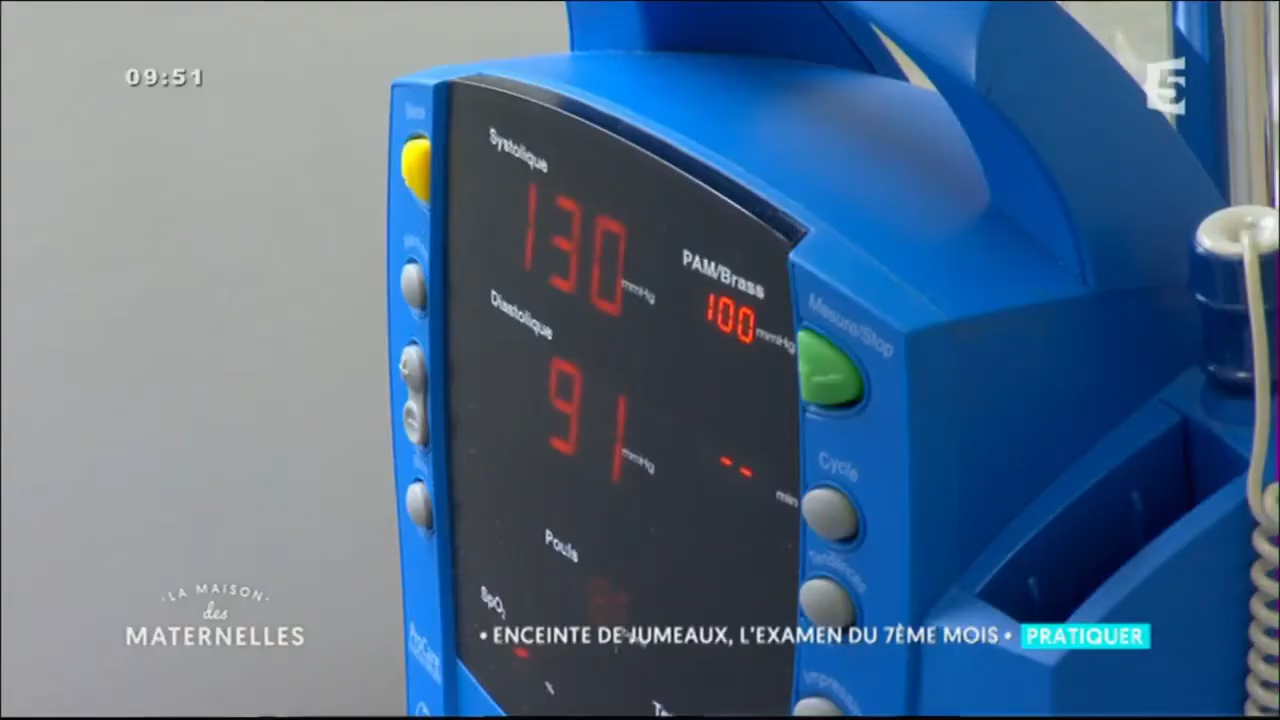 09:51
5
Systolique
130
mmHg
PAM/Brass
100
mmHg
Mesure/Stop
Diastolique
91
mmHg
--
min
Cycle
Pouls
SpO₂
-
%
LA MAISON
des
MATERNELLES
• ENCEINTE DE JUMEAUX, L'EXAMEN DU 7ÈME MOIS • PRATIQUER